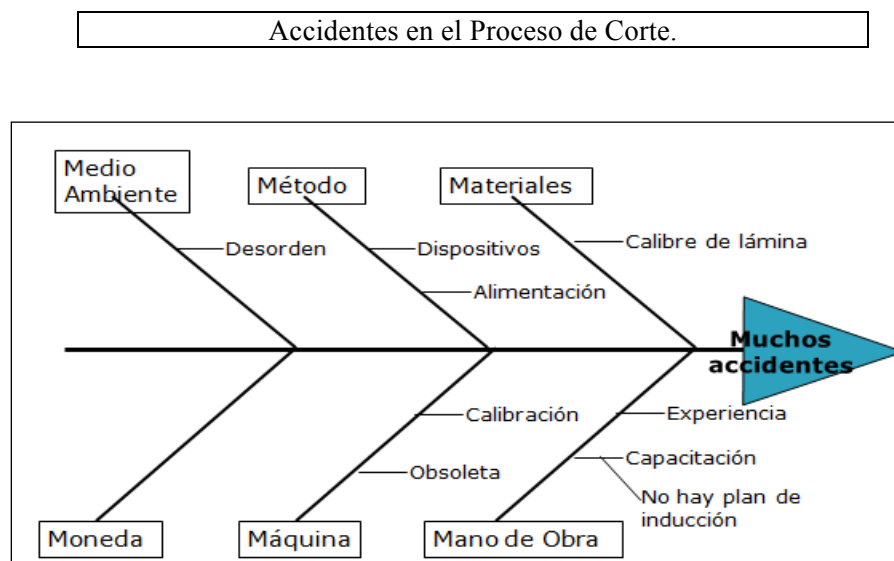 Accidentes en el Proceso de Corte.
Medio
Ambiente
Método
Materiales
Desorden
Dispositivos
Calibre de lámina
Alimentación
Muchos
accidentes
Calibración
Experiencia
Obsoleta
Capacitación
No hay plan de
inducción
Moneda
Máquina
Mano de Obra